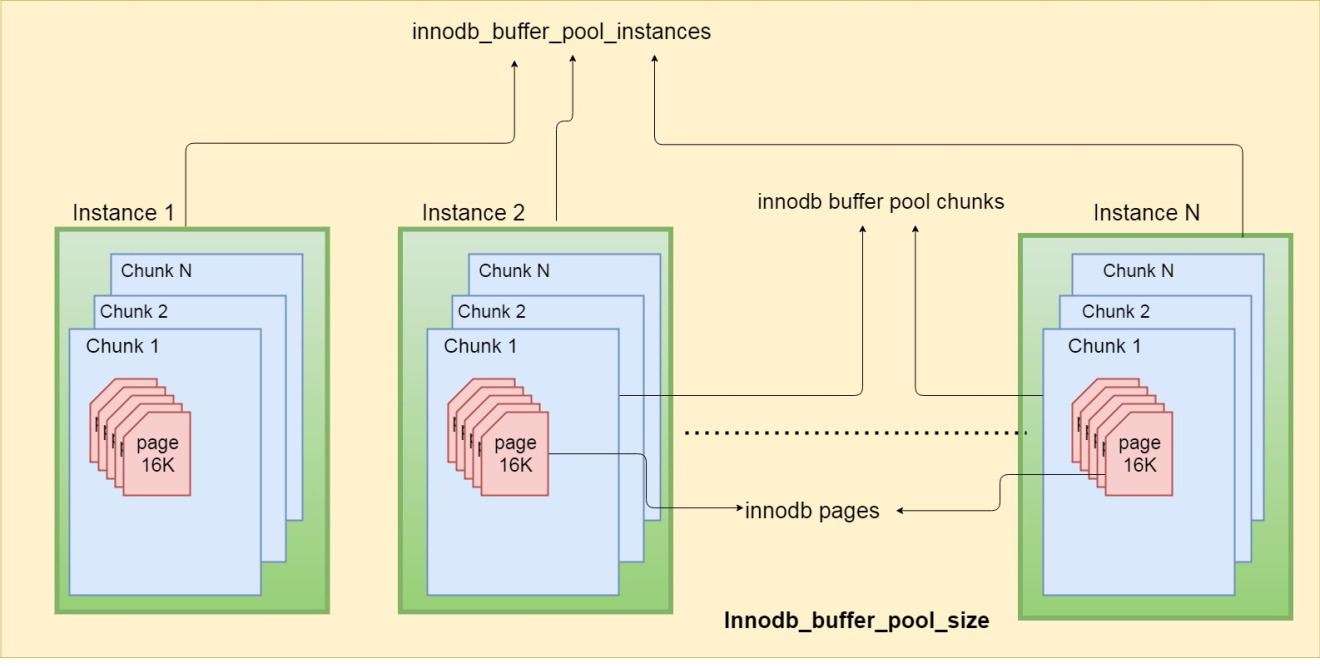 innodb_buffer_pool_instances
innodb buffer pool chunks
Instance 1
Instance 2
Instance N
Chunk N
Chunk 2
Chunk 1
page
16K
Chunk N
Chunk 2
Chunk 1
page
16K
Chunk N
Chunk 2
Chunk 1
page
16K
innodb pages
Innodb_buffer_pool_size